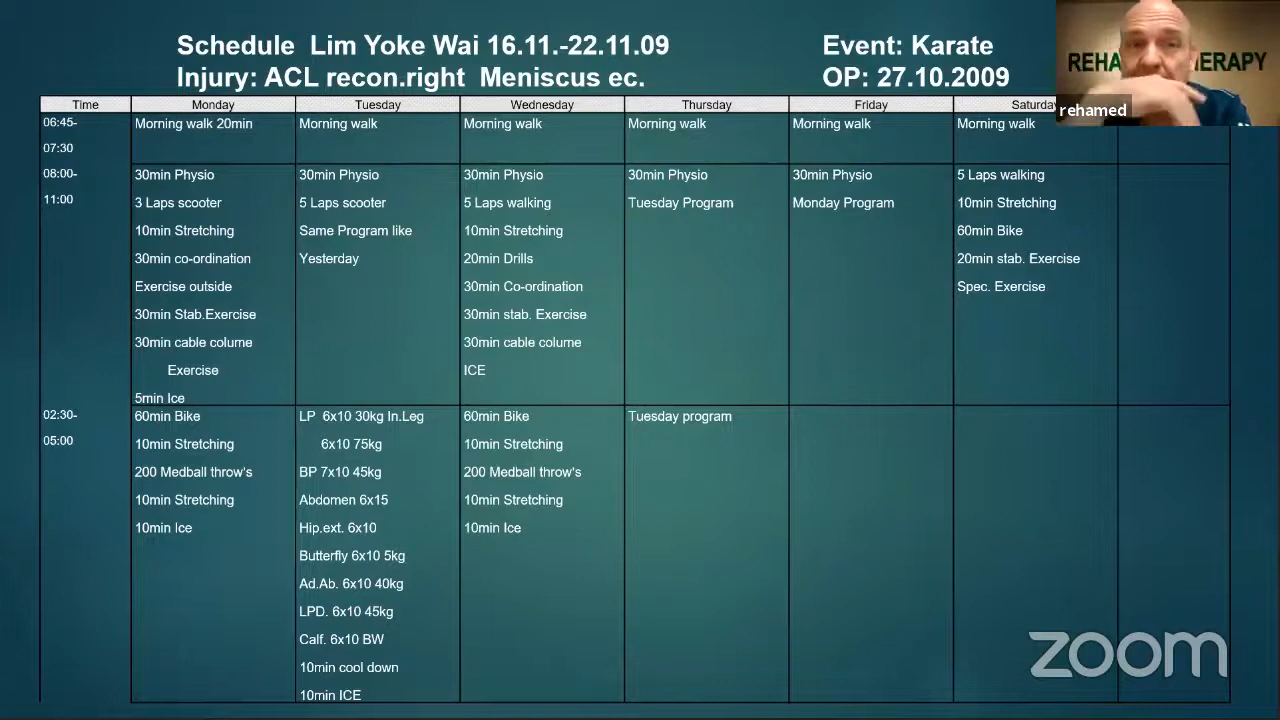 Schedule Lim Yoke Wai 16.11.-22.11.09
Injury: ACL recon.right Meniscus ec.
Event: Karate
OP: 27.10.2009
REHA
ERAPY
rehamed
Time Monday Tuesday Wednesday Thursday Friday Saturday
06:45-
07:30
Morning walk 20min
Morning walk
Morning walk
Morning walk
Morning walk
Morning walk
08:00-
11:00
30min Physio
3 Laps scooter
10min Stretching
30min co-ordination
Exercise outside
30min Stab.Exercise
30min cable colume
Exercise
5min Ice
30min Physio
5 Laps scooter
Same Program like
Yesterday
30min Physio
5 Laps walking
10min Stretching
20min Drills
30min Co-ordination
30min stab. Exercise
30min cable colume
ICE
30min Physio
Tuesday Program
30min Physio
Monday Program
5 Laps walking
10min Stretching
60min Bike
20min stab. Exercise
Spec. Exercise
02:30-
05:00
60min Bike
10min Stretching
200 Medball throw's
10min Stretching
10min Ice
LP 6x10 30kg In.Leg
6x10 75kg
BP 7x10 45kg
Abdomen 6x15
Hip.ext. 6x10
Butterfly 6x10 5kg
Ad.Ab. 6x10 40kg
LPD. 6x10 45kg
Calf. 6x10 BW
10min cool down
10min ICE
60min Bike
10min Stretching
200 Medball throw's
10min Stretching
10min Ice
Tuesday program
zoom